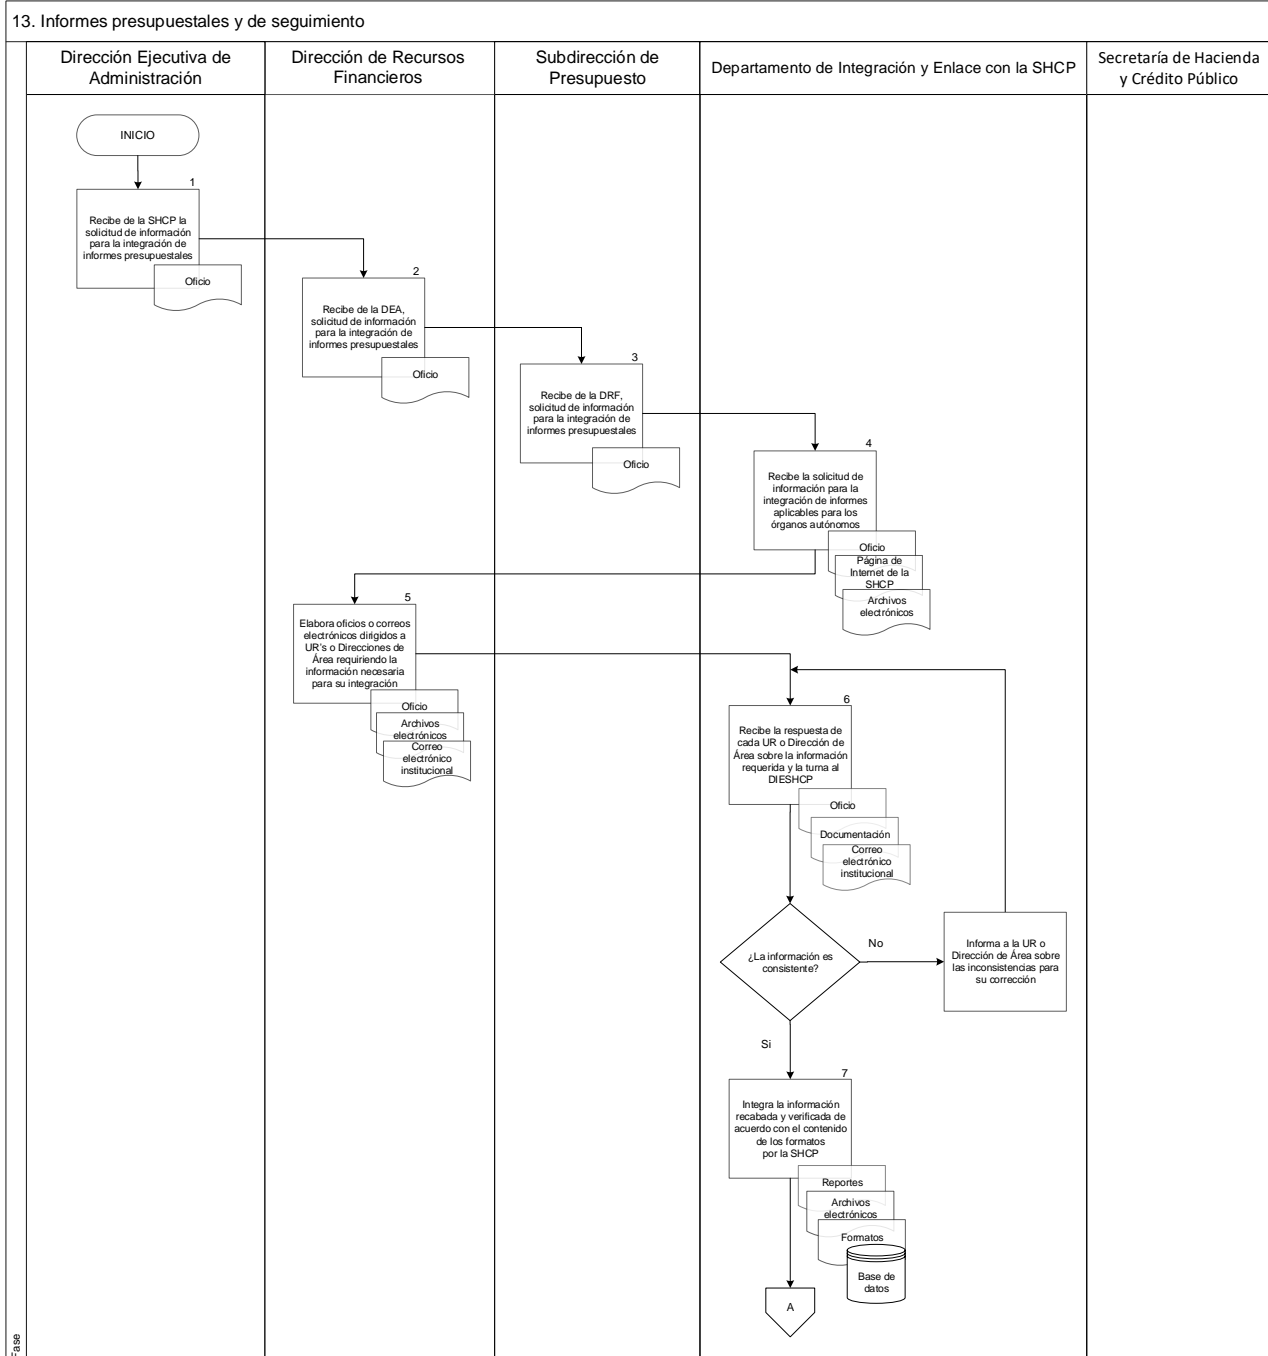 13. Informes presupuestales y de seguimiento
Dirección Ejecutiva de
Administración
Dirección de Recursos
Financieros
Subdirección de
Presupuesto
Departamento de Integración y Enlace con la SHCP
Secretaría de Hacienda
y Crédito Público
INICIO
1
Recibe de la SHCP la
solicitud de información
para la integración de
informes presupuestales
Oficio
2
Recibe de la DEA,
solicitud de información
para la integración de
informes presupuestales
Oficio
3
Recibe de la DRF,
solicitud de información
para la integración de
informes presupuestales
Oficio
4
Recibe la solicitud de
información para la
integración de informes
aplicables para los
órganos autónomos
Oficio
Página de
Internet de la
SHCP
Archivos
electrónicos
5
Elabora oficios o correos
electrónicos dirigidos a
UR's o Direcciones de
Área requiriendo la
información necesaria
para su integración
Oficio
Archivos
electrónicos
Correo
electrónico
institucional
6
Recibe la respuesta de
cada UR o Dirección de
Área sobre la información
requerida y la turna al
DIESHCP
Oficio
Documentación
Correo
electrónico
institucional
¿La información es
consistente?
No
Informa a la UR o
Dirección de Área sobre
las inconsistencias para
su corrección
Si
7
Integra la información
recabada y verificada de
acuerdo con el contenido
de los formatos
por la SHCP
Reportes
Archivos
electrónicos
Formatos
Base de
datos
A
Fase